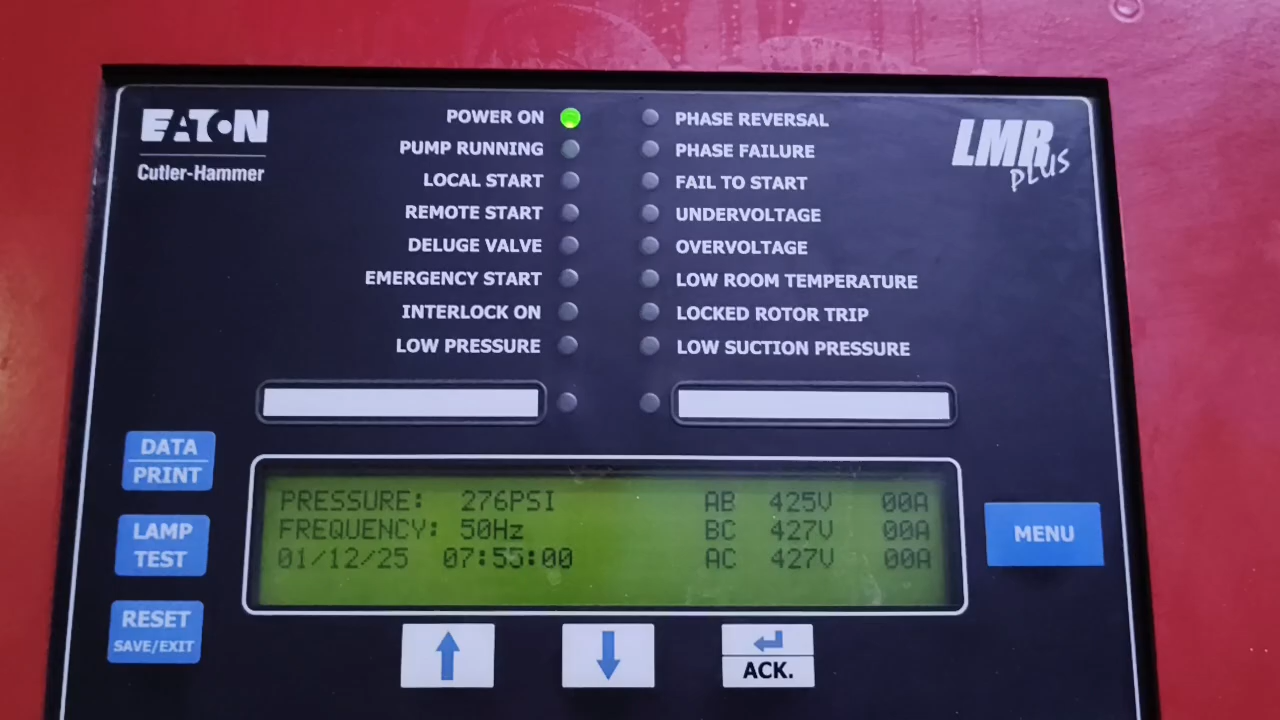 EATON
Cutler-Hammer
LMR
PLUS
POWER ON
PUMP RUNNING
LOCAL START
REMOTE START
DELUGE VALVE
EMERGENCY START
INTERLOCK ON
LOW PRESSURE
PHASE REVERSAL
PHASE FAILURE
FAIL TO START
UNDERVOLTAGE
OVERVOLTAGE
LOW ROOM TEMPERATURE
LOCKED ROTOR TRIP
LOW SUCTION PRESSURE
DATA
PRINT
LAMP
TEST
RESET
SAVE/EXIT
PRESSURE: 276PSI AB 425V 00A
FREQUENCY: 50Hz BC 427V 00A
01/12/25 07:55:00 AC 427V 00A
MENU
ACK.